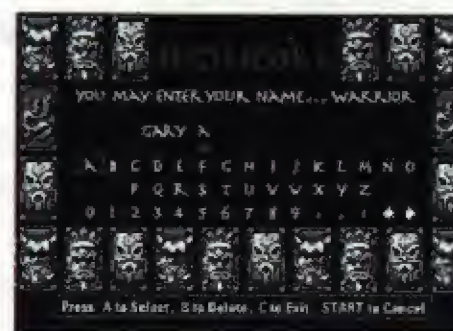 YOU MAY ENTER YOUR NAME... WARRIOR
GARY A
A B C D E F G H I J K L M N O
P Q R S T U V W X Y Z
0 1 2 3 4 5 6 7 8 9 . , !
Press A to Select, B to Delete, C to Exit START to Cancel